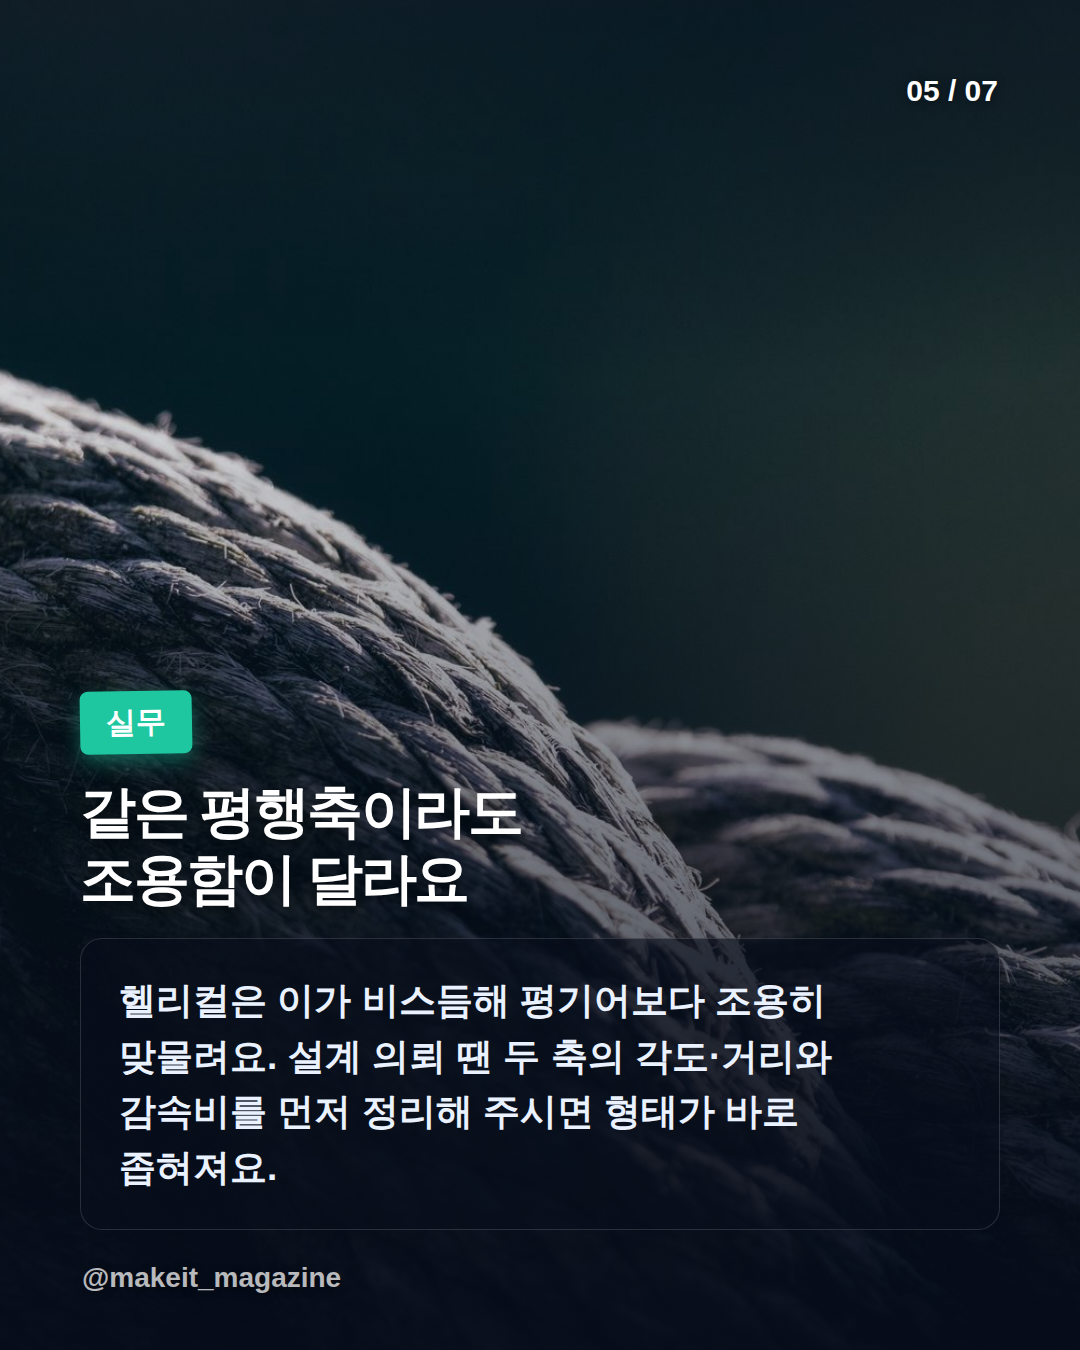 05 / 07
실무
같은 평행축이라도
조용함이 달라요
헬리컬은 이가 비스듬해 평기어보다 조용히
맞물려요. 설계 의뢰 땐 두 축의 각도·거리와
감속비를 먼저 정리해 주시면 형태가 바로
좁혀져요.
@makeit_magazine